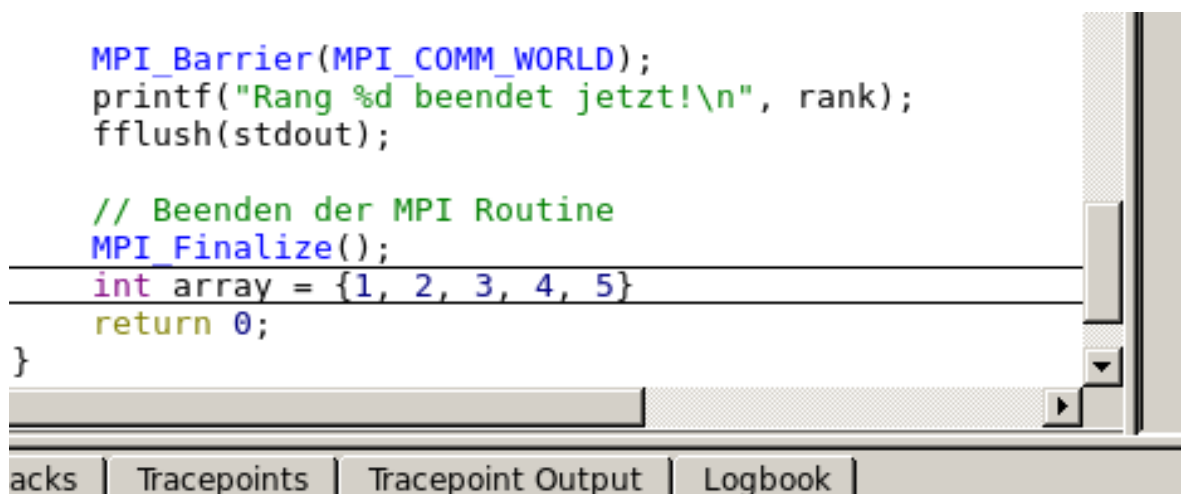 MPI_Barrier(MPI_COMM_WORLD);
printf("Rang %d beendet jetzt!\n", rank);
fflush(stdout);
// Beenden der MPI Routine
MPI_Finalize();
int array = {1, 2, 3, 4, 5}
return 0;
}
acks Tracepoints Tracepoint Output Logbook